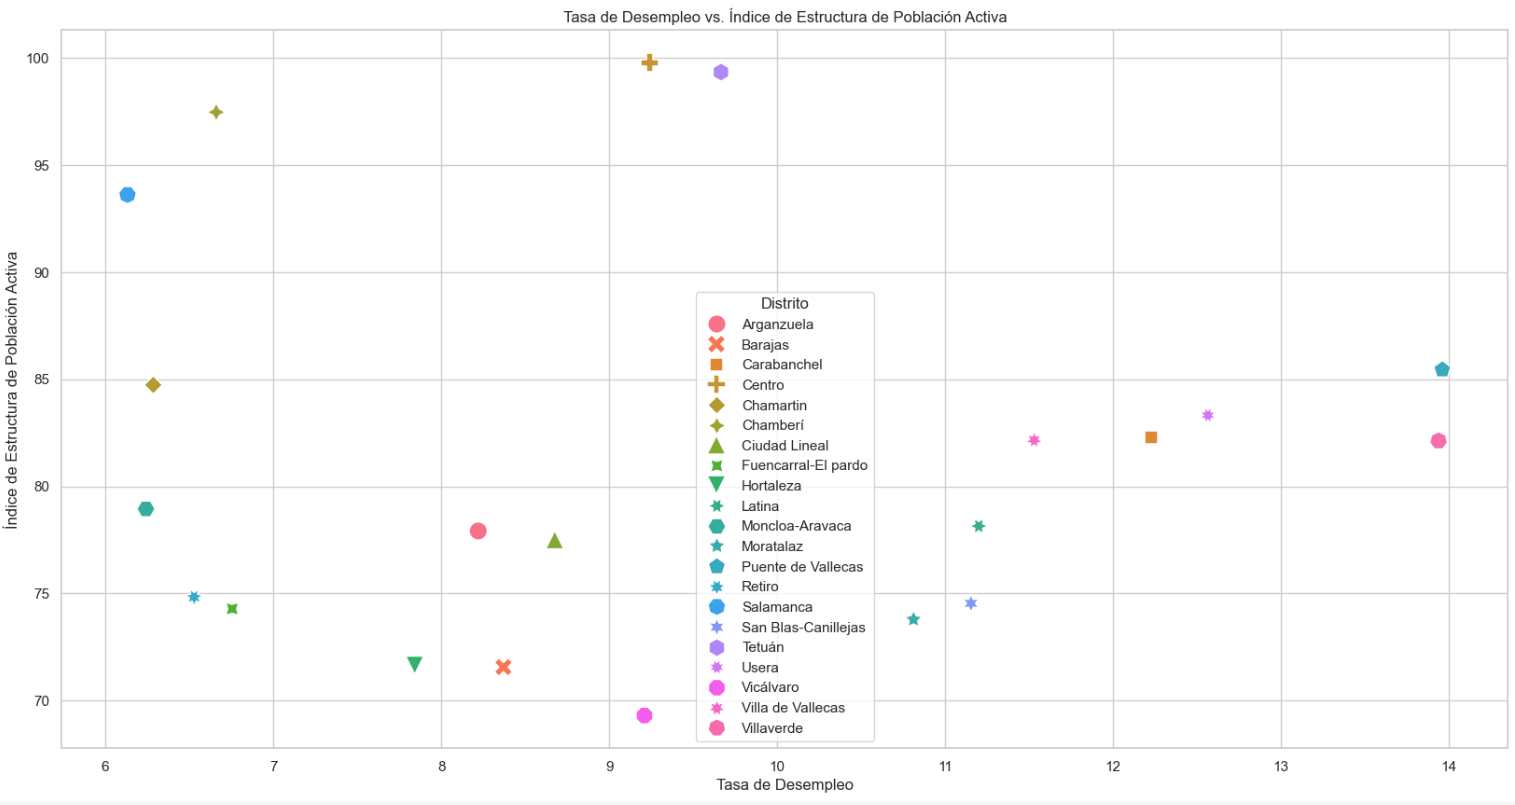 Tasa de Desempleo vs. Índice de Estructura de Población Activa
Índice de Estructura de Población Activa
100
95
90
85
80
75
70
Distrito
Arganzuela
Barajas
Carabanchel
Centro
Chamartin
Chamberí
Ciudad Lineal
Fuencarral-El pardo
Hortaleza
Latina
Moncloa-Aravaca
Moratalaz
Puente de Vallecas
Retiro
Salamanca
San Blas-Canillejas
Tetuán
Usera
Vicálvaro
Villa de Vallecas
Villaverde
6 7 8 9 10 11 12 13 14
Tasa de Desempleo